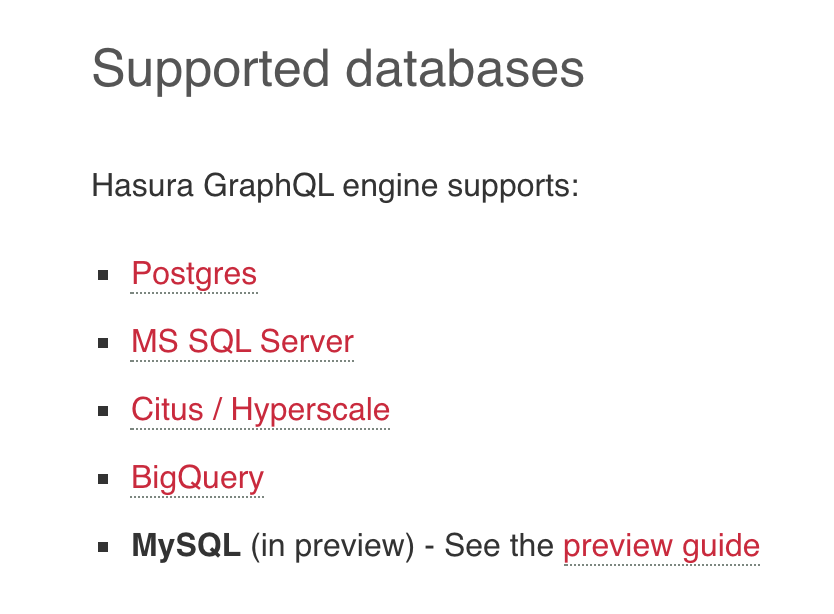 Supported databases
Hasura GraphQL engine supports:
▪ Postgres
▪ MS SQL Server
▪ Citus / Hyperscale
▪ BigQuery
▪ MySQL (in preview) - See the preview guide